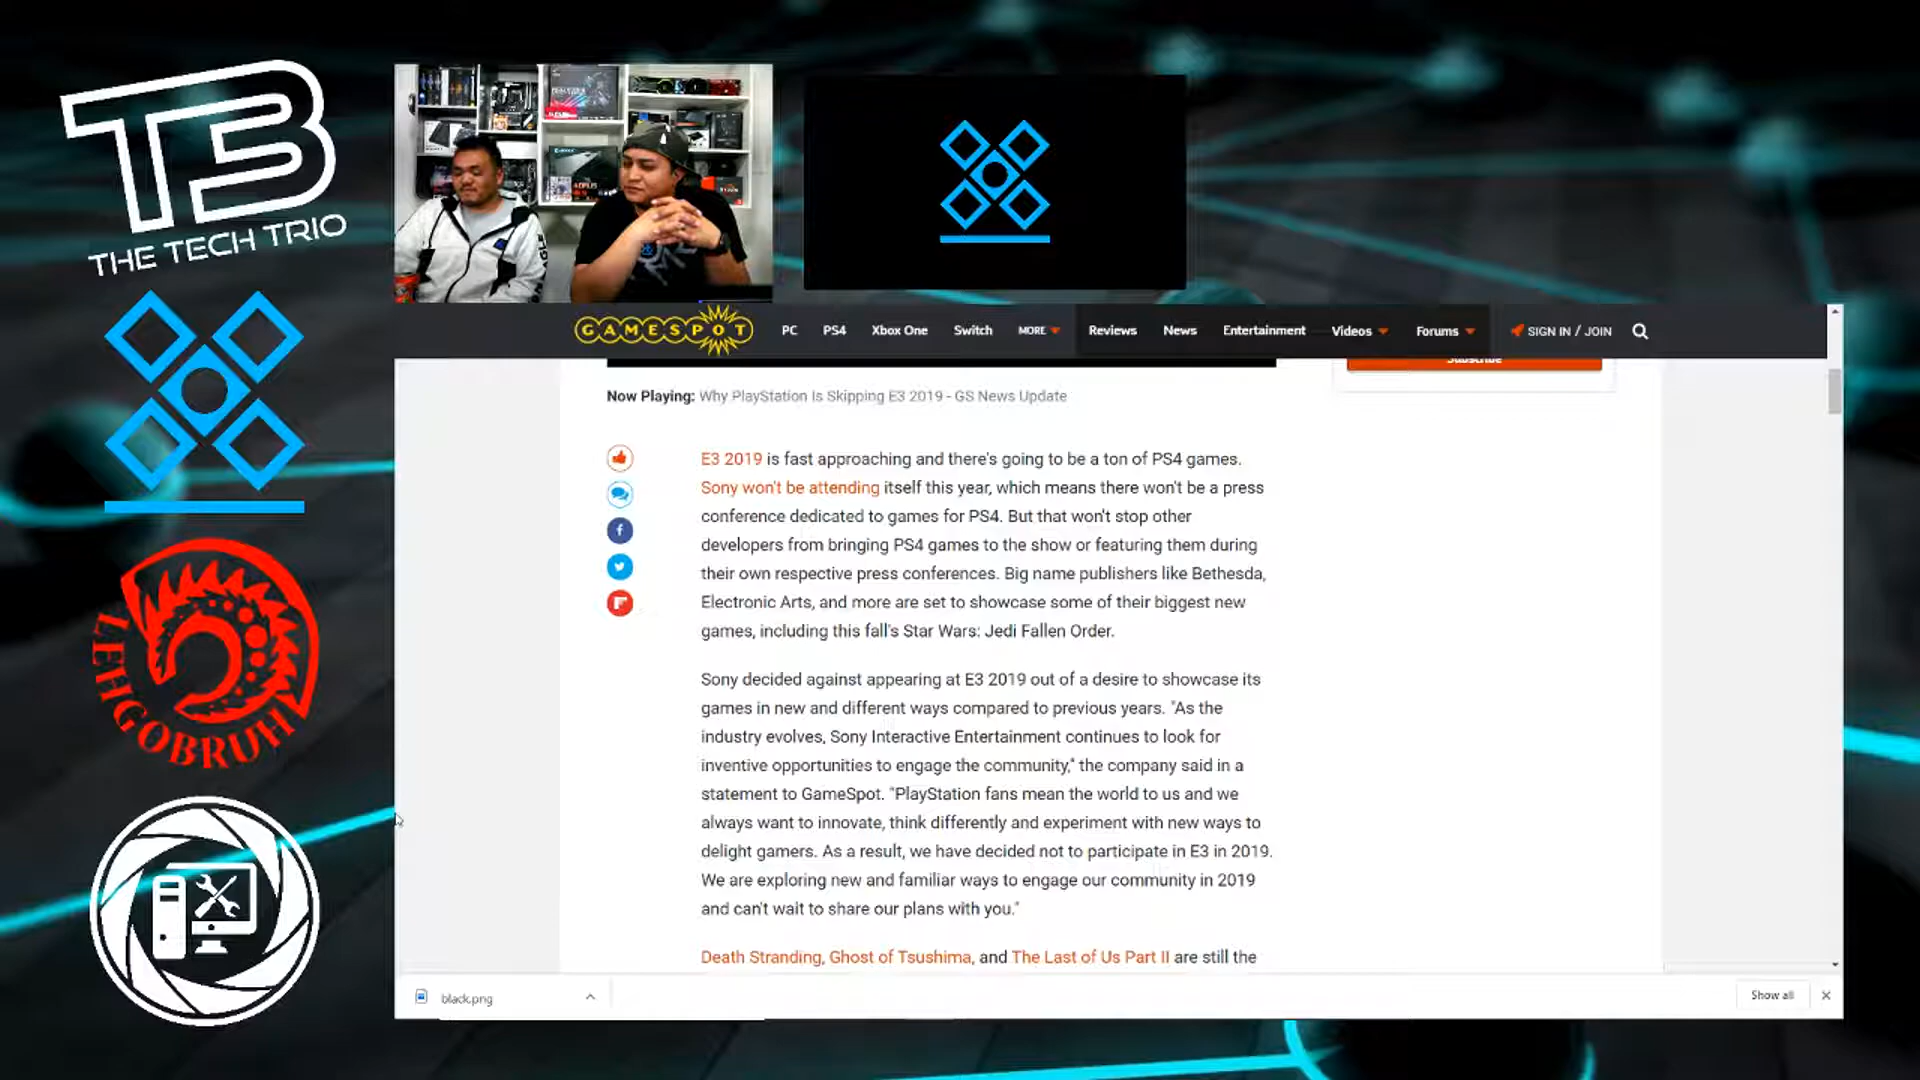 T3
THE TECH TRIO
LEHGOBRUH
GAMESPOT
PC PS4 Xbox One Switch MORE Reviews News Entertainment Videos Forums SIGN IN / JOIN
Subscribe
Now Playing: Why PlayStation Is Skipping E3 2019 - GS News Update
E3 2019 is fast approaching and there's going to be a ton of PS4 games.
Sony won't be attending itself this year, which means there won't be a press
conference dedicated to games for PS4. But that won't stop other
developers from bringing PS4 games to the show or featuring them during
their own respective press conferences. Big name publishers like Bethesda,
Electronic Arts, and more are set to showcase some of their biggest new
games, including this fall's Star Wars: Jedi Fallen Order.
Sony decided against appearing at E3 2019 out of a desire to showcase its
games in new and different ways compared to previous years. "As the
industry evolves, Sony Interactive Entertainment continues to look for
inventive opportunities to engage the community," the company said in a
statement to GameSpot. "PlayStation fans mean the world to us and we
always want to innovate, think differently and experiment with new ways to
delight gamers. As a result, we have decided not to participate in E3 in 2019.
We are exploring new and familiar ways to engage our community in 2019
and can't wait to share our plans with you."
Death Stranding, Ghost of Tsushima, and The Last of Us Part II are still the
black.png
Show all